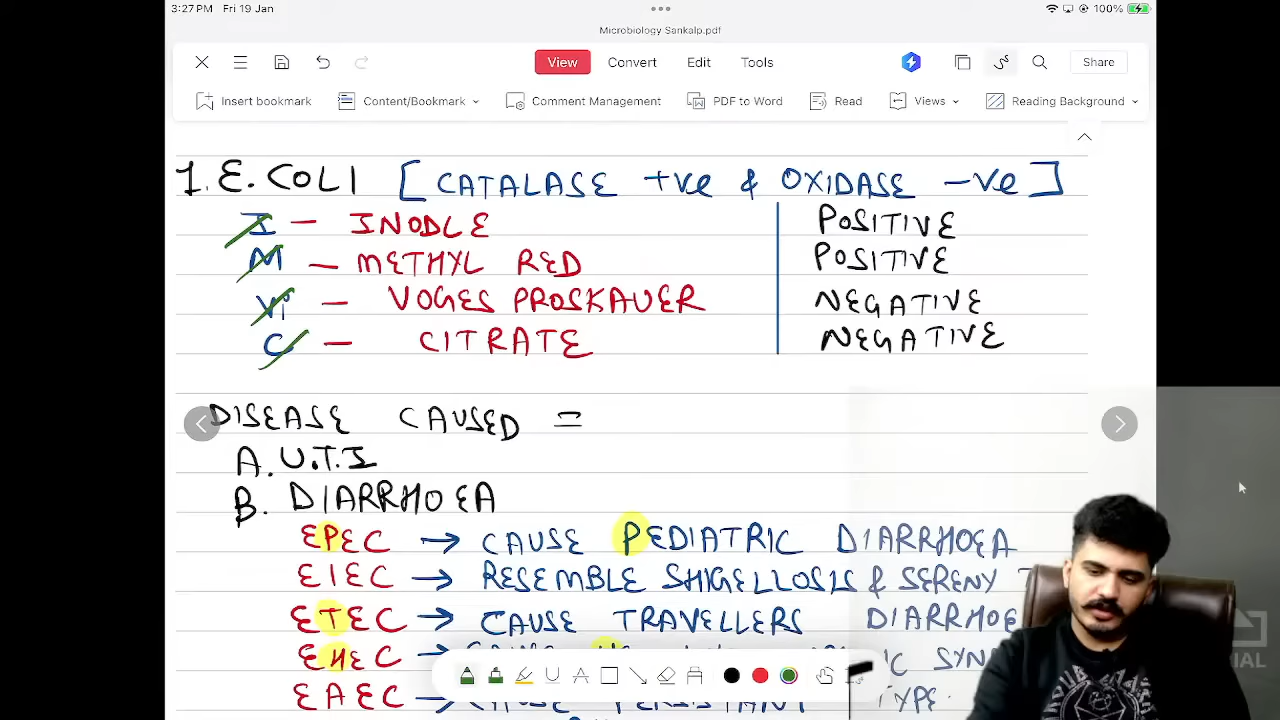 3:27 PM Fri 19 Jan
100%
Microbiology Sankalp.pdf
View Convert Edit Tools Share
Insert bookmark Content/Bookmark Comment Management PDF to Word Read Views Reading Background
1. E. COLI [CATALASE +ve & OXIDASE -ve]
I - INODLE POSITIVE
M - METHYL RED POSITIVE
Vi - VOGES PROSKAUER NEGATIVE
C - CITRATE NEGATIVE
DISEASE CAUSED =
A. U.T.I
B. DIARRHOEA
EPEC → CAUSE PEDIATRIC DIARRHOEA
EIEC → RESEMBLE SHIGELLOSIS & SERENY
ETEC → CAUSE TRAVELLERS DIARRHOE
EHEC →
EAEC → CAUSE PERSISTANT TYPE